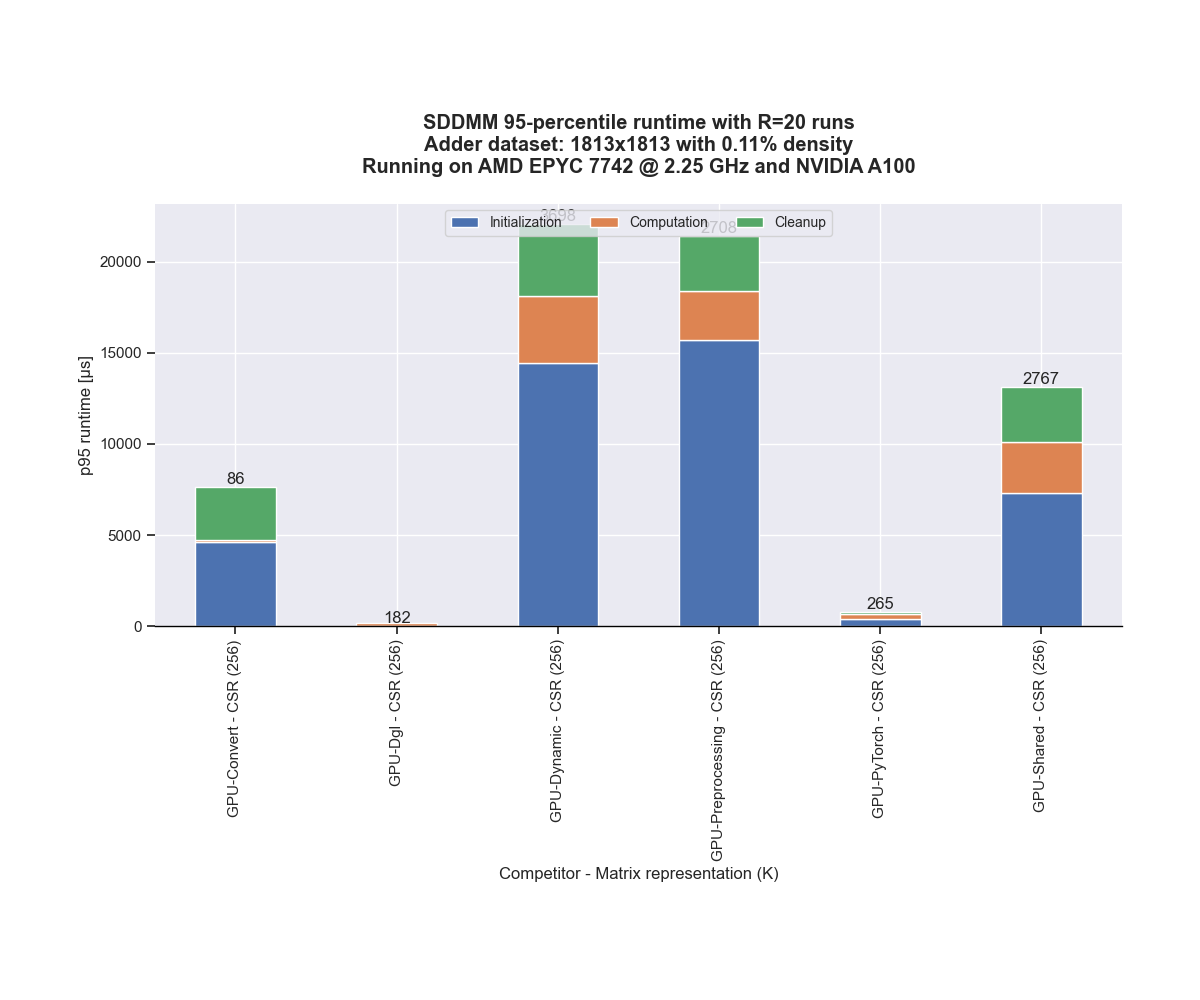 SDDMM 95-percentile runtime with R=20 runs
Adder dataset: 1813x1813 with 0.11% density
Running on AMD EPYC 7742 @ 2.25 GHz and NVIDIA A100
3698
Initialization Computation Cleanup
2708
20000
15000
10000
5000
0
p95 runtime [µs]
86
182
265
2767
GPU-Convert - CSR (256)
GPU-Dgl - CSR (256)
GPU-Dynamic - CSR (256)
GPU-Preprocessing - CSR (256)
GPU-PyTorch - CSR (256)
GPU-Shared - CSR (256)
Competitor - Matrix representation (K)